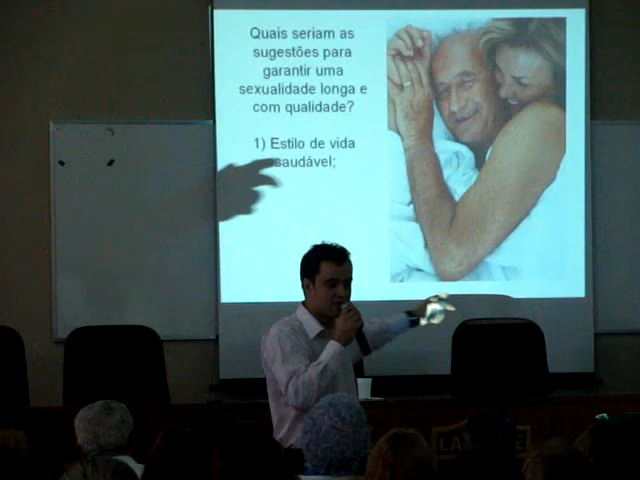 Quais seriam as
sugestões para
garantir uma
sexualidade longa e
com qualidade?
1) Estilo de vida
saudável;